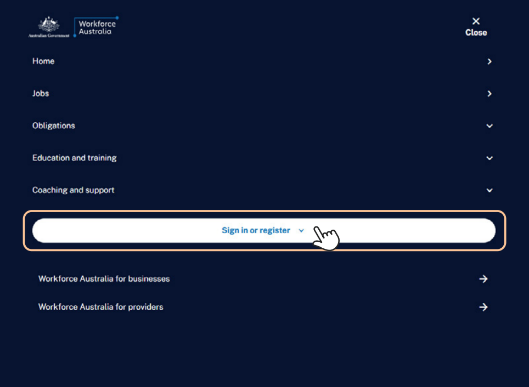 Australian Government
Workforce
Australia
Close
Home
Jobs
Obligations
Education and training
Coaching and support
Sign in or register
Workforce Australia for businesses
Workforce Australia for providers